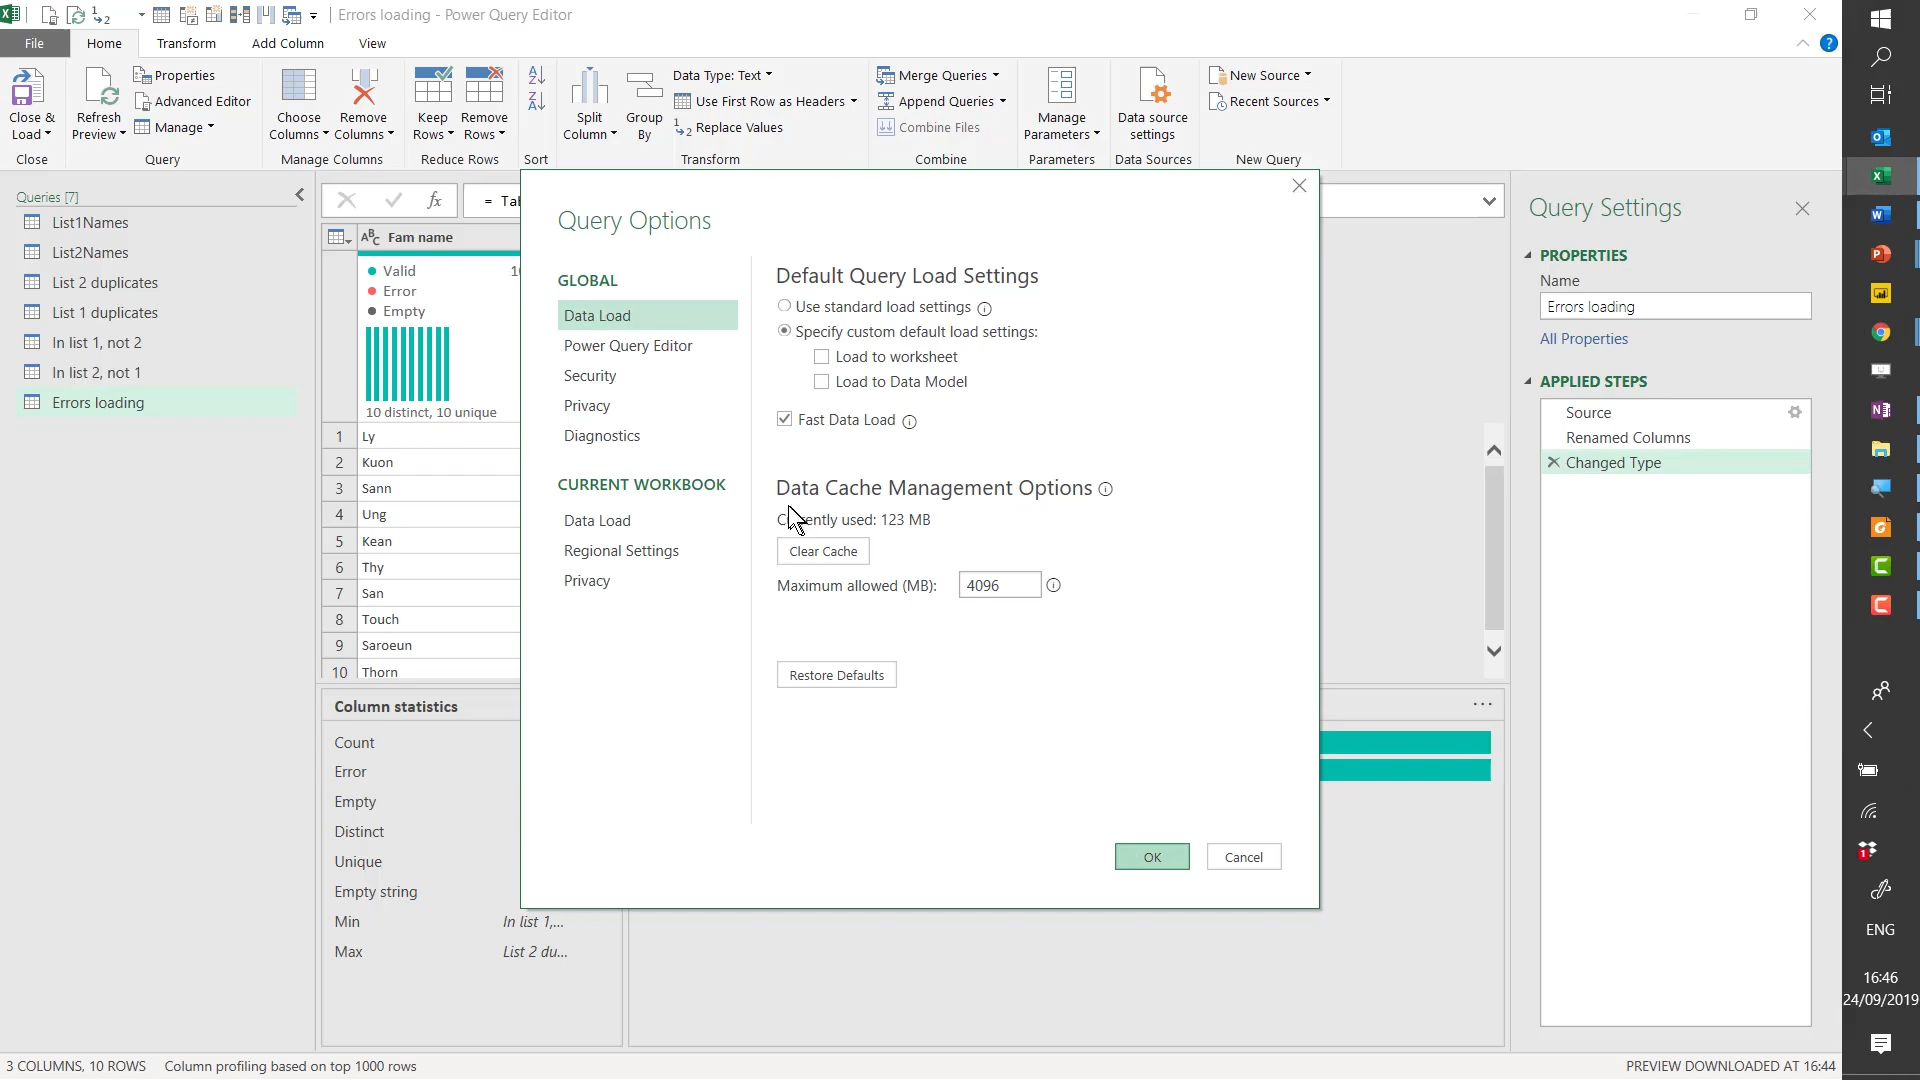 Errors loading - Power Query Editor
File
Home
Transform
Add Column
View
Close & Load
Close
Refresh Preview
Properties
Advanced Editor
Manage
Query
Choose Columns
Remove Columns
Manage Columns
Keep Rows
Remove Rows
Reduce Rows
Sort
Split Column
Group By
Data Type: Text
Use First Row as Headers
Replace Values
Transform
Merge Queries
Append Queries
Combine Files
Combine
Manage Parameters
Parameters
Data source settings
Data Sources
New Source
Recent Sources
New Query
Queries [7]
List1Names
List2Names
List 2 duplicates
List 1 duplicates
In list 1, not 2
In list 2, not 1
Errors loading
fx
Fam name
Valid
Error
Empty
10 distinct, 10 unique
1 Ly
2 Kuon
3 Sann
4 Ung
5 Kean
6 Thy
7 San
8 Touch
9 Saroeun
10 Thorn
Column statistics
Count
Error
Empty
Distinct
Unique
Empty string
Min In list 1,...
Max List 2 du...
Query Options
GLOBAL
Data Load
Power Query Editor
Security
Privacy
Diagnostics
CURRENT WORKBOOK
Data Load
Regional Settings
Privacy
Default Query Load Settings
Use standard load settings
Specify custom default load settings:
Load to worksheet
Load to Data Model
Fast Data Load
Data Cache Management Options
used: 123 MB
Clear Cache
Maximum allowed (MB): 4096
Restore Defaults
OK
Cancel
Query Settings
PROPERTIES
Name
Errors loading
All Properties
APPLIED STEPS
Source
Renamed Columns
Changed Type
ENG
16:46
24/09/2019
3 COLUMNS, 10 ROWS
Column profiling based on top 1000 rows
PREVIEW DOWNLOADED AT 16:44